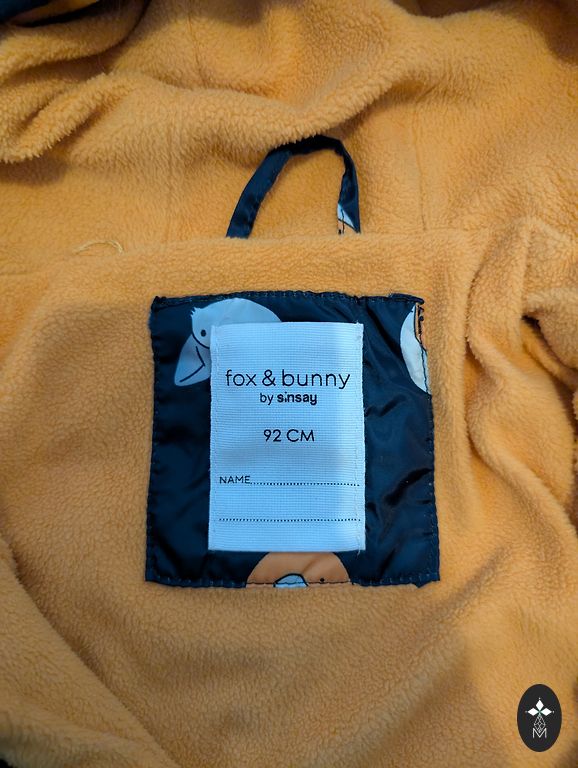 fox & bunny
by sinsay
92 CM
NAME
M